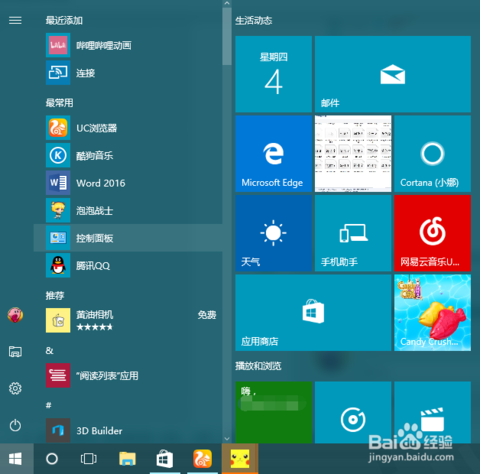 最近添加
哔哩哔哩动画
连接
最常用
UC浏览器
酷狗音乐
Word 2016
泡泡战士
控制面板
腾讯QQ
推荐
黄油相机
免费
&
“阅读列表”应用
#
3D Builder
生活动态
星期四
4
邮件
Microsoft Edge
Cortana (小娜)
天气
手机助手
网易云音乐U...
应用商店
Candy Crush...
播放和浏览
嗨，
Baidu经验
jingyan.baidu.com